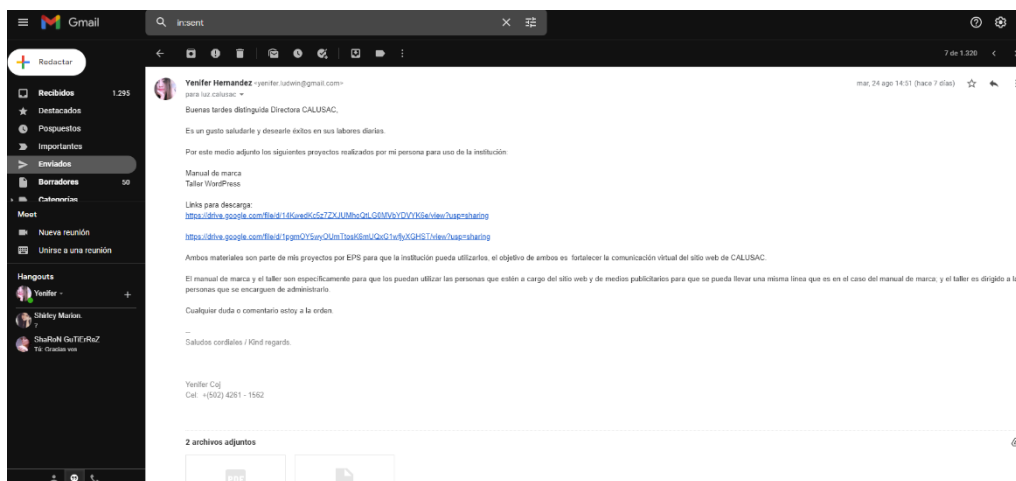 Gmail
in:sent
Redactar
7 de 1.320
Recibidos 1.295
Destacados
Pospuestos
Importantes
Enviados
Borradores 50
Categorías
Meet
Nueva reunión
Unirse a una reunión
Hangouts
Yenifer -
Shirley Marion.
?
ShaRoN GuTiErReZ
Tú: Gracias vos
Yenifer Hernandez <yenifer.ludwin@gmail.com>
mar, 24 ago 14:51 (hace 7 días)
para luz.calusac
Buenas tardes distinguida Directora CALUSAC,
Es un gusto saludarle y desearle éxitos en sus labores diarias.
Por este medio adjunto los siguientes proyectos realizados por mi persona para uso de la institución:
Manual de marca
Taller WordPress
Links para descarga:
Ambos materiales son parte de mis proyectos por EPS para que la institución pueda utilizarlos, el objetivo de ambos es fortalecer la comunicación virtual del sitio web de CALUSAC.
El manual de marca y el taller son específicamente para que los puedan utilizar las personas que estén a cargo del sitio web y de medios publicitarios para que se pueda llevar una misma línea que es en el caso del manual de marca; y el taller es dirigido a
personas que se encarguen de administrarlo.
Cualquier duda o comentario estoy a la orden.
--
Saludos cordiales / Kind regards.
Yenifer Coj
Cel. +(502) 4261 - 1562
2 archivos adjuntos
PDF